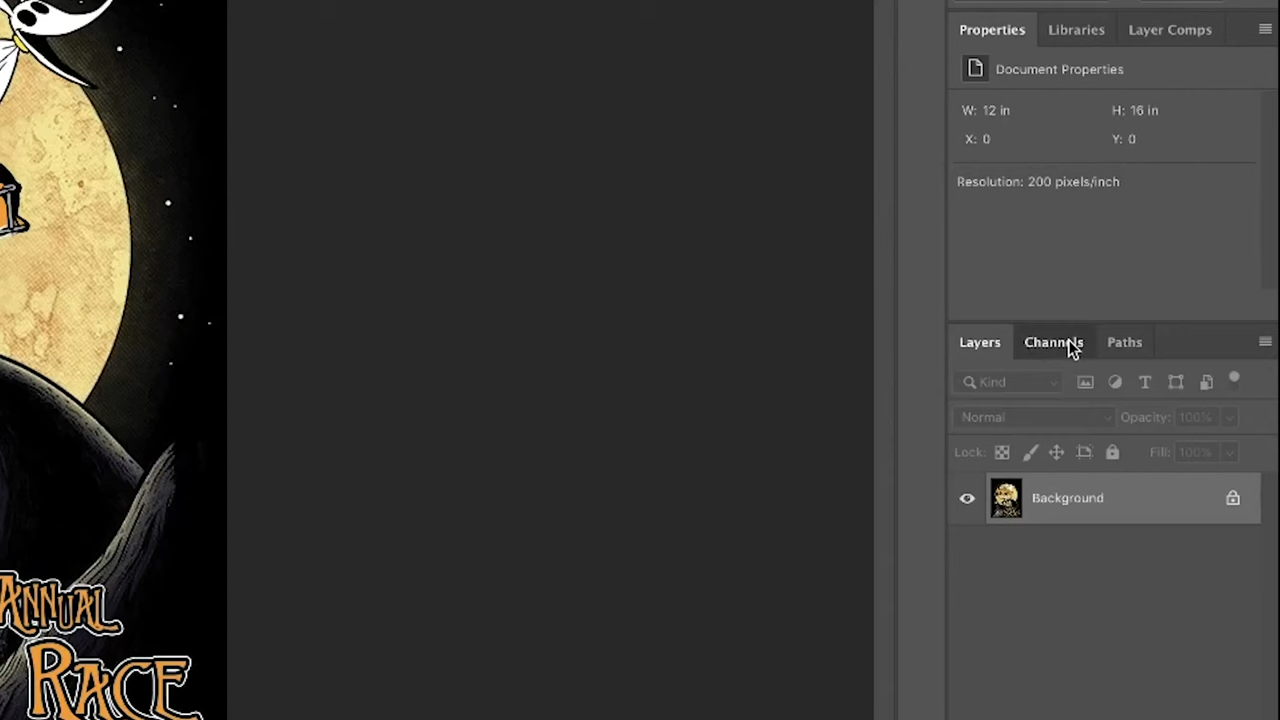 Properties Libraries Layer Comps
Document Properties
W: 12 in H: 16 in
X: 0 Y: 0
Resolution: 200 pixels/inch
Layers Channels Paths
Kind
Normal Opacity: 100%
Lock: Fill: 100%
Background
ANNUAL
RACE